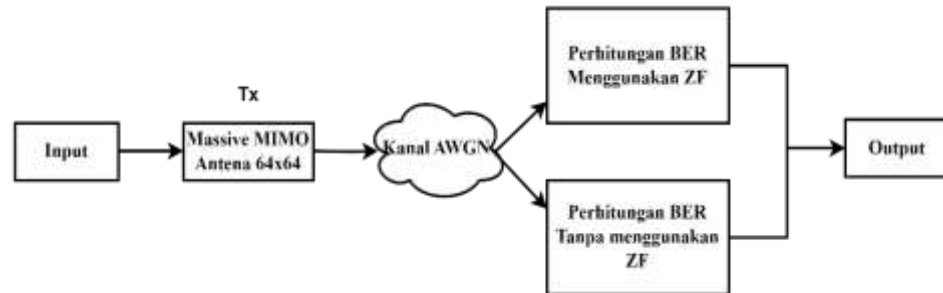 Tx
Input
Massive MIMO
Antena 64x64
Kanal AWGN
Perhitungan BER
Menggunakan ZF
Perhitungan BER
Tanpa menggunakan
ZF
Output